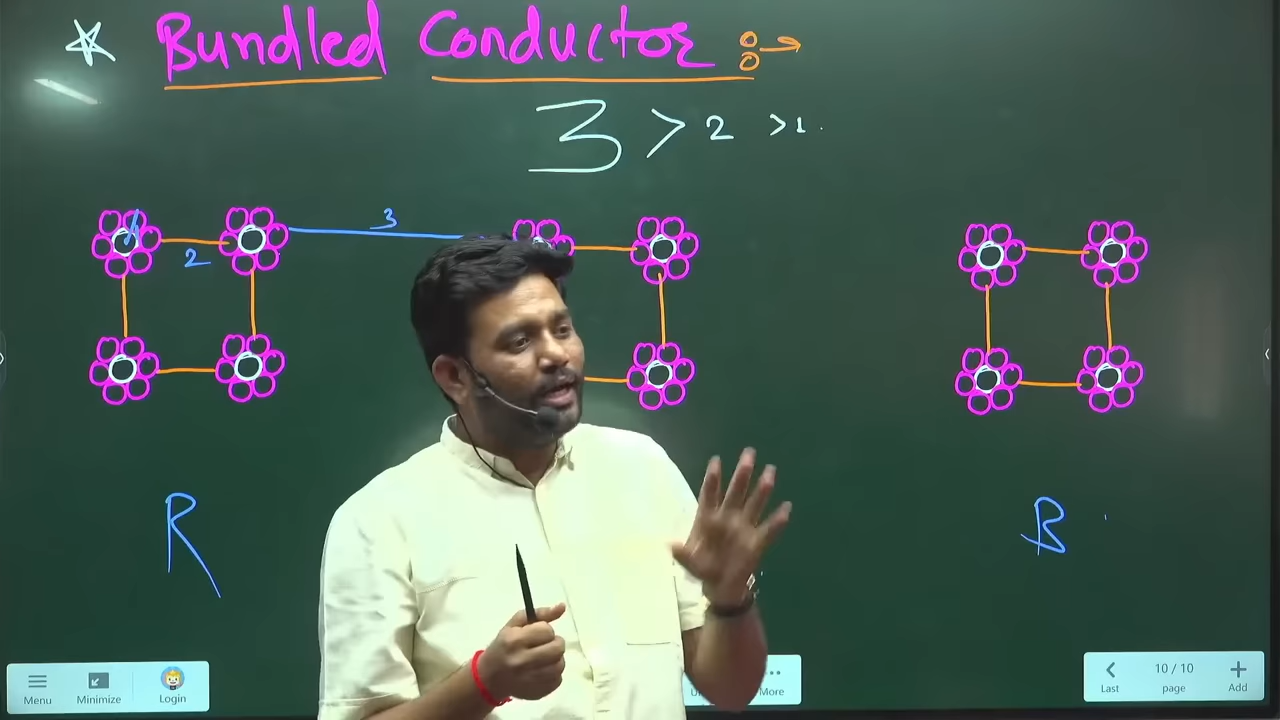 Bundled Conductor
3 > 2 > 1
3
2
R
B
10 / 10
Menu Minimize Login More Last page Add